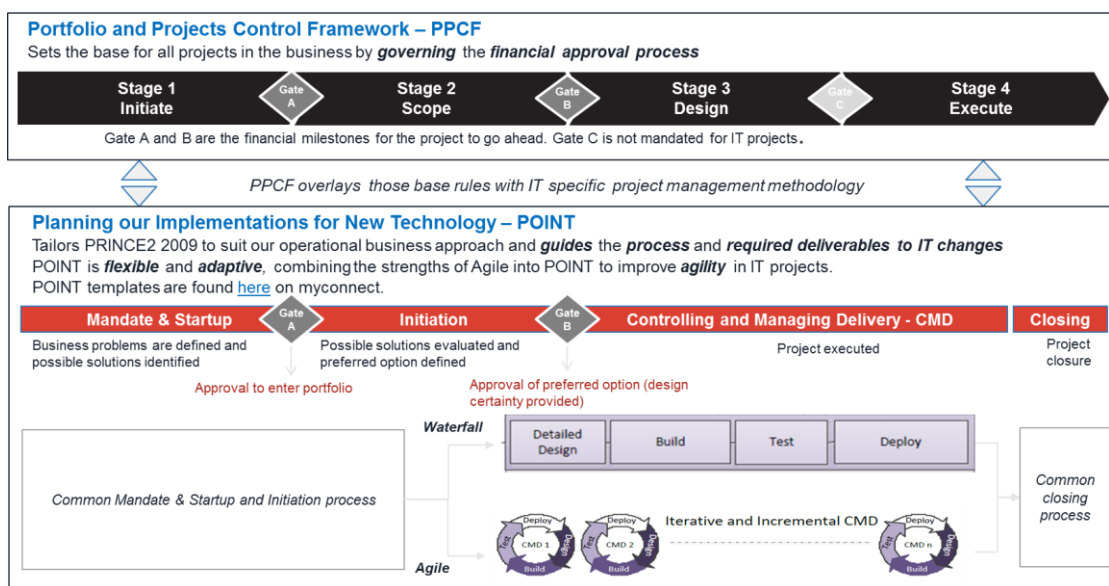 Portfolio and Projects Control Framework – PPCF
Sets the base for all projects in the business by governing the financial approval process
Stage 1
Initiate
Gate
A
Stage 2
Scope
Gate
B
Stage 3
Design
Gate
C
Stage 4
Execute
Gate A and B are the financial milestones for the project to go ahead. Gate C is not mandated for IT projects.
PPCF overlays those base rules with IT specific project management methodology
Planning our Implementations for New Technology – POINT
Tailors PRINCE2 2009 to suit our operational business approach and guides the process and required deliverables to IT changes
POINT is flexible and adaptive, combining the strengths of Agile into POINT to improve agility in IT projects.
POINT templates are found here on myconnect.
Mandate & Startup
Gate
A
Initiation
Gate
B
Controlling and Managing Delivery - CMD
Closing
Business problems are defined and
possible solutions identified
Possible solutions evaluated and
preferred option defined
Project executed
Project
closure
Approval to enter portfolio
Approval of preferred option (design
certainty provided)
Waterfall
Detailed
Design
Build
Test
Deploy
Common Mandate & Startup and Initiation process
Common
closing
process
Iterative and Incremental CMD
Deploy
Test
CMD 1
Design
Build
Deploy
Test
CMD 2
Design
Build
Deploy
Test
CMD n
Design
Build
Agile